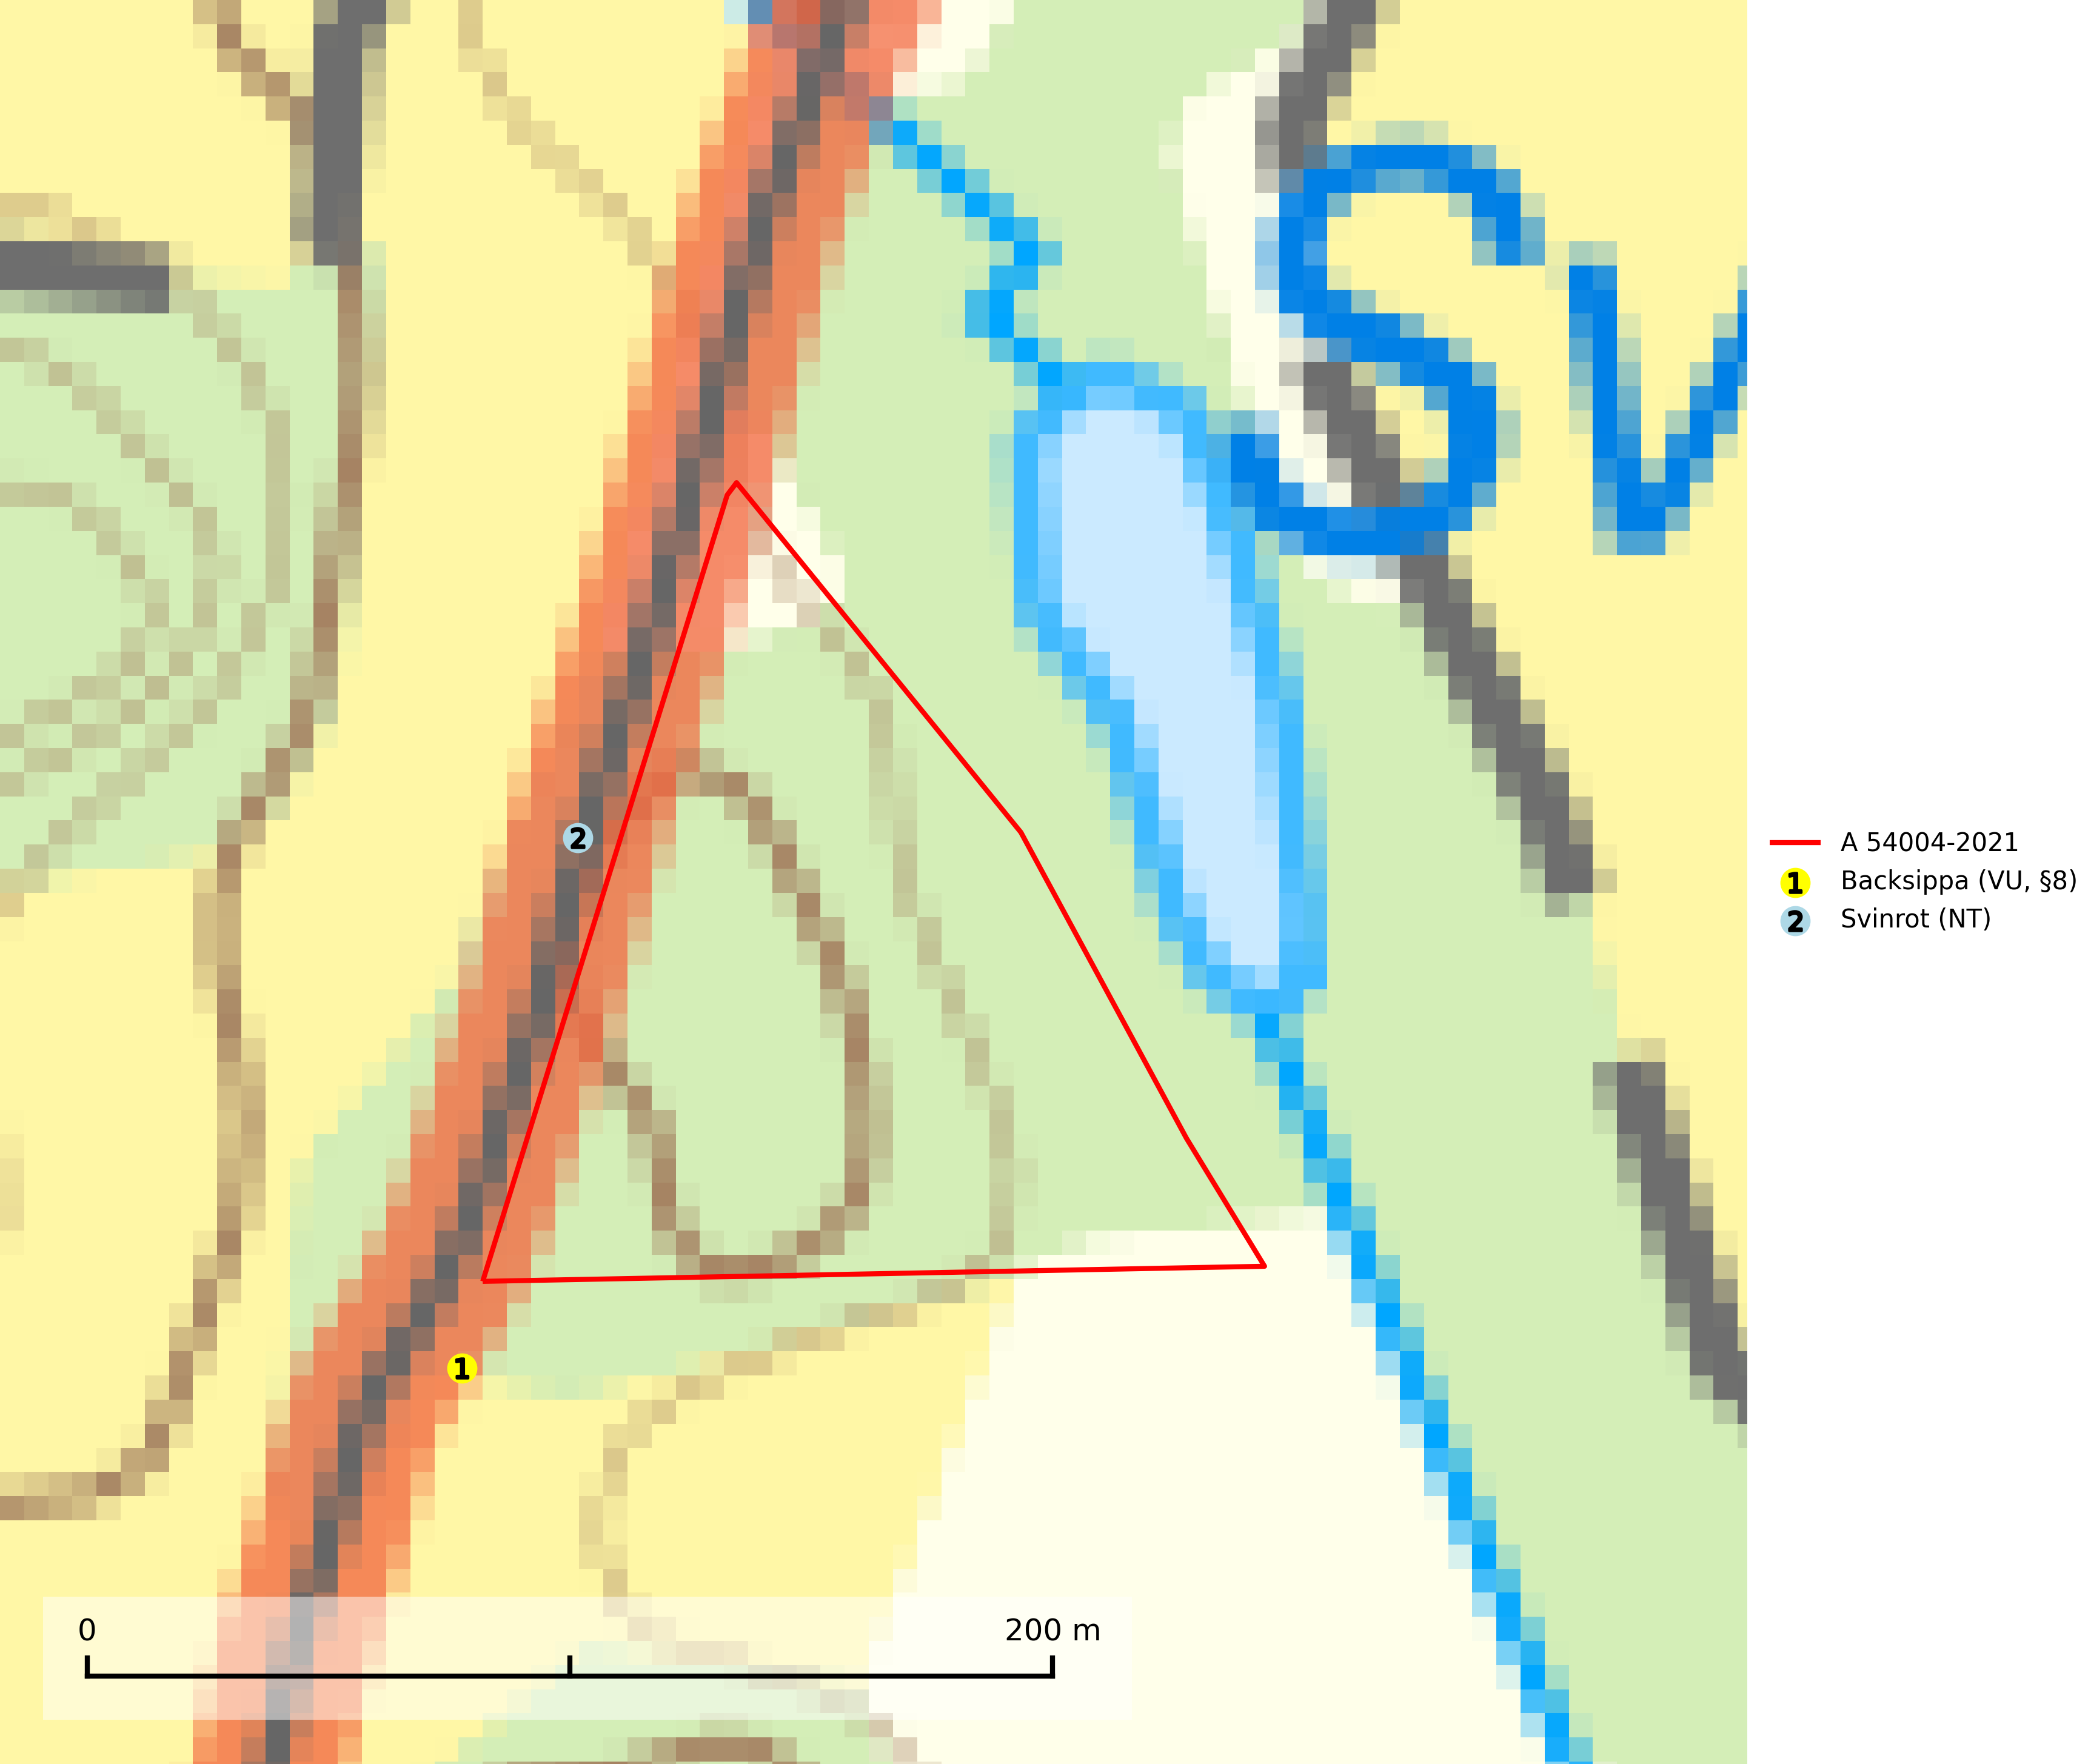 A 54004-2021
1 Backsippa (VU, §8)
2 Svinrot (NT)
2
1
0 200 m